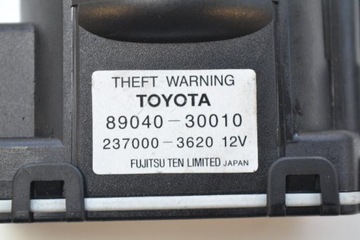 THEFT WARNING
TOYOTA
89040-30010
237000-3620 12V
FUJITSU TEN LIMITED JAPAN